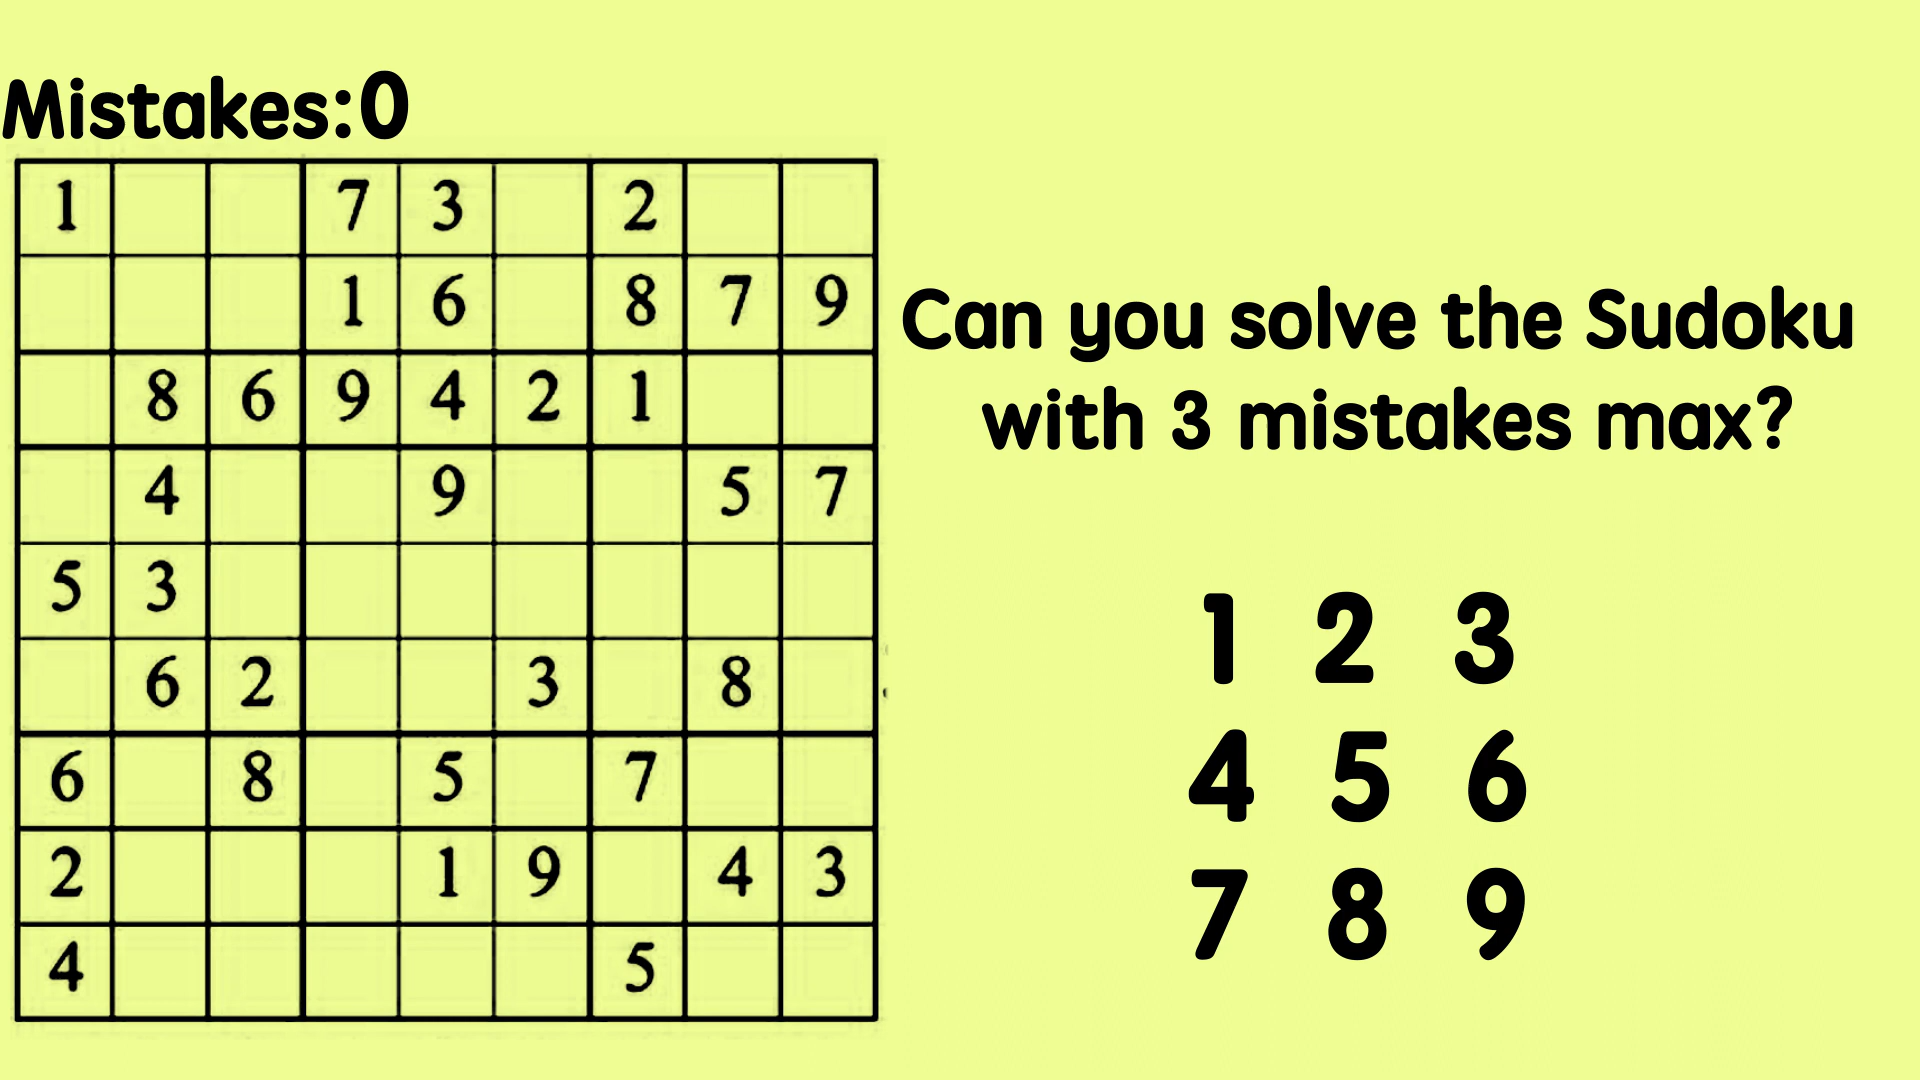 Mistakes:0
1 7 3 2
1 6 8 7 9
8 6 9 4 2 1
4 9 5 7
5 3
6 2 3 8
6 8 5 7
2 1 9 4 3
4 5
Can you solve the Sudoku
with 3 mistakes max?
1 2 3
4 5 6
7 8 9